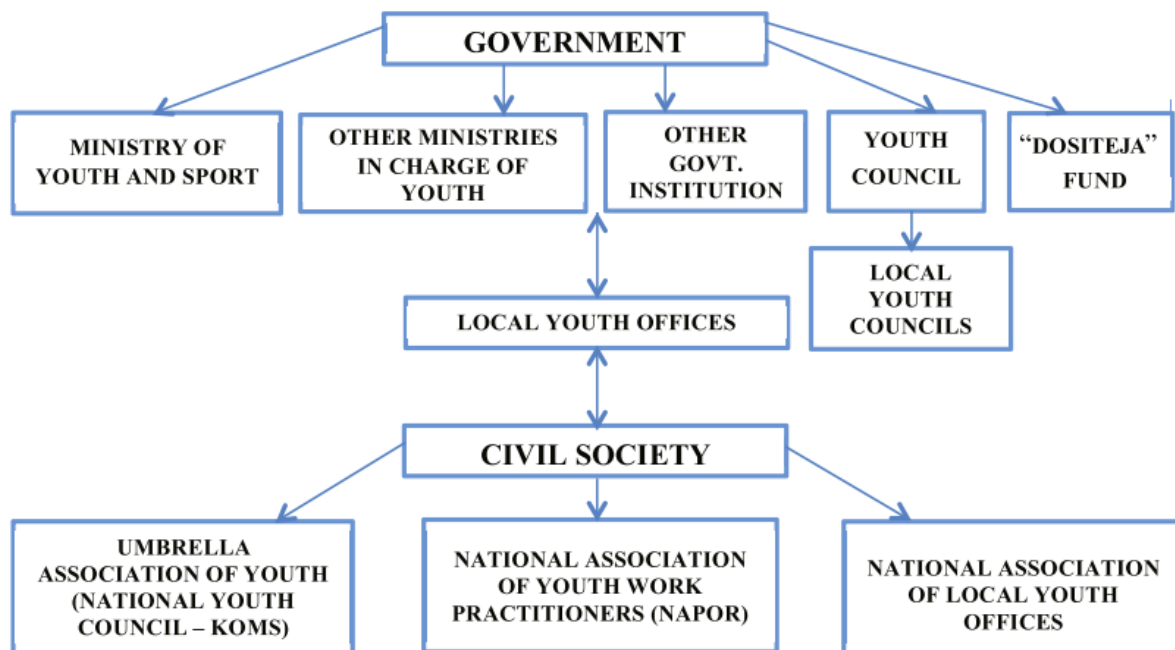 GOVERNMENT
MINISTRY OF
YOUTH AND SPORT
OTHER MINISTRIES
IN CHARGE OF
YOUTH
OTHER
GOVT.
INSTITUTION
YOUTH
COUNCIL
“DOSITEJA”
FUND
LOCAL
YOUTH
COUNCILS
LOCAL YOUTH OFFICES
CIVIL SOCIETY
UMBRELLA
ASSOCIATION OF YOUTH
(NATIONAL YOUTH
COUNCIL – KOMS)
NATIONAL ASSOCIATION
OF YOUTH WORK
PRACTITIONERS (NAPOR)
NATIONAL ASSOCIATION
OF LOCAL YOUTH
OFFICES